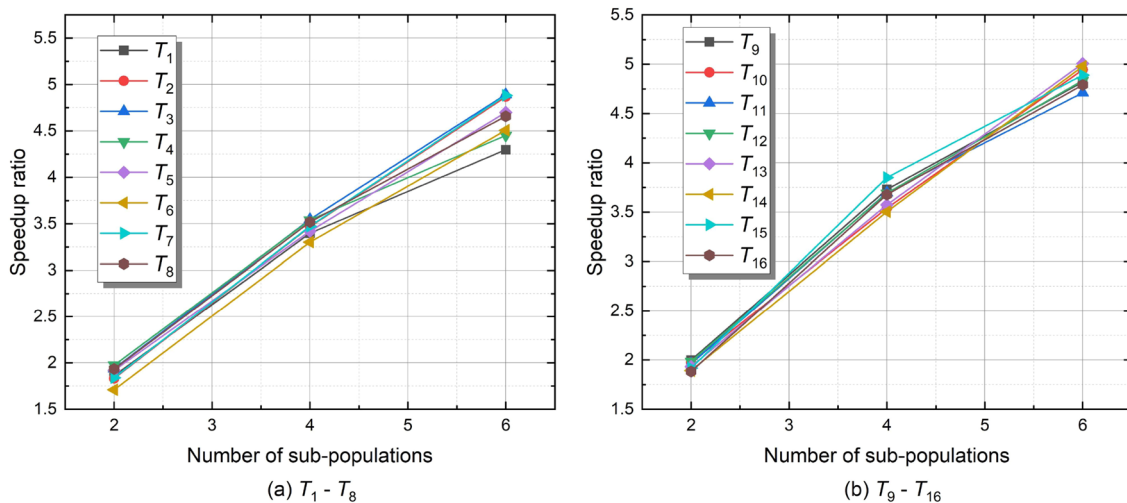 5.5
5
4.5
4
3.5
3
2.5
2
1.5
Speedup ratio
T1
T2
T3
T4
T5
T6
T7
T8
2 3 4 5 6
Number of sub-populations
(a) T1 - T8
5.5
5
4.5
4
3.5
3
2.5
2
1.5
Speedup ratio
T9
T10
T11
T12
T13
T14
T15
T16
2 3 4 5 6
Number of sub-populations
(b) T9 - T16